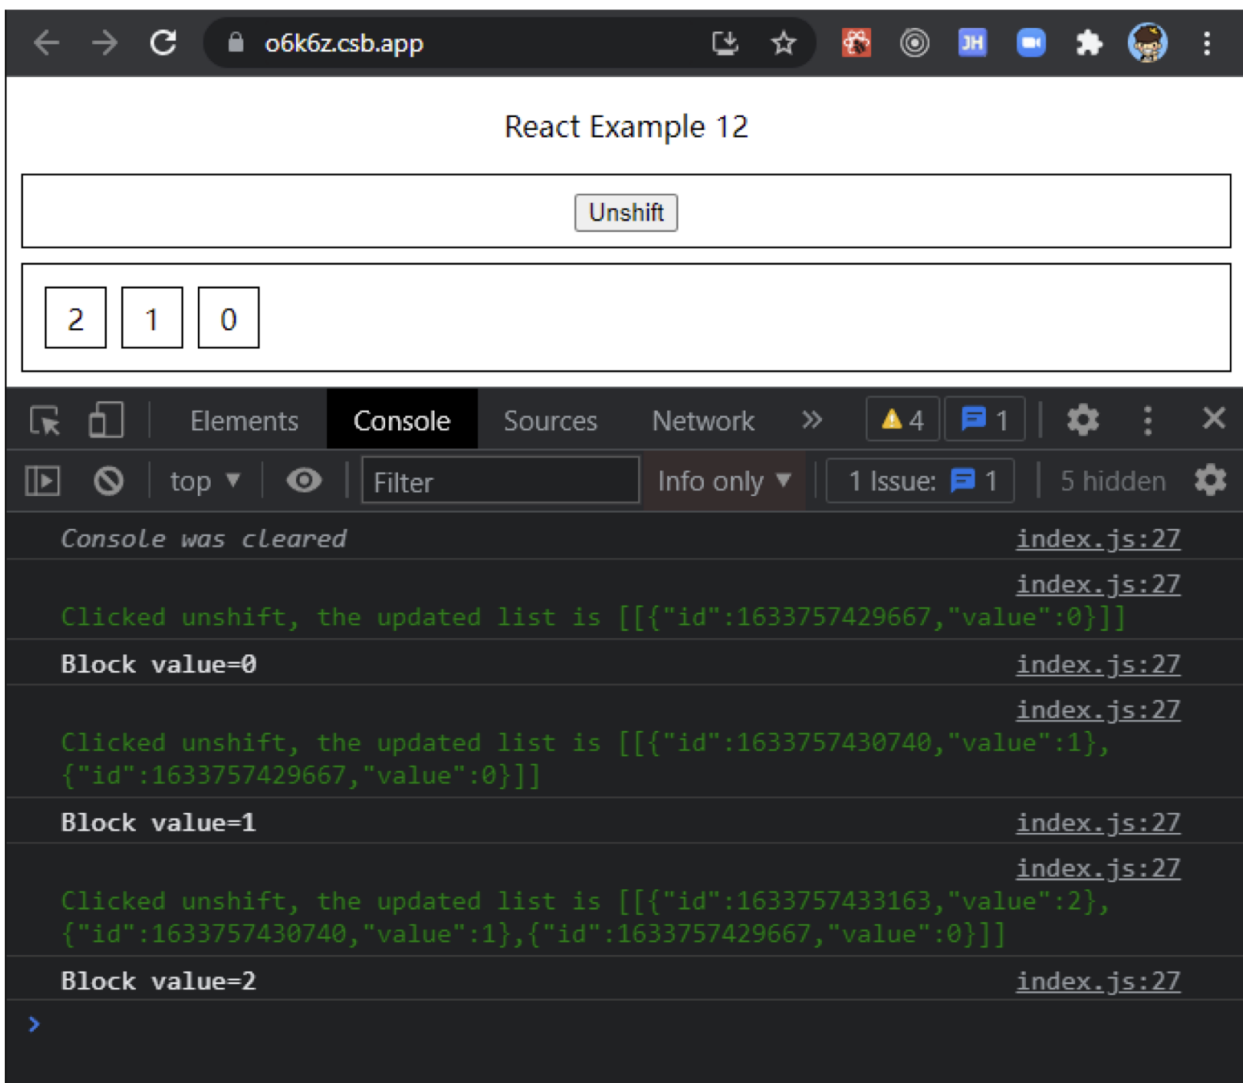 o6k6z.csb.app
JH
React Example 12
Unshift
2 1 0
Elements Console Sources Network » 4 1
top ▼ Filter Info only ▼ 1 Issue: 1 5 hidden
Console was cleared index.js:27
index.js:27
Clicked unshift, the updated list is [[{"id":1633757429667,"value":0}]]
Block value=0 index.js:27
index.js:27
Clicked unshift, the updated list is [[{"id":1633757430740,"value":1},
{"id":1633757429667,"value":0}]]
Block value=1 index.js:27
index.js:27
Clicked unshift, the updated list is [[{"id":1633757433163,"value":2},
{"id":1633757430740,"value":1},{"id":1633757429667,"value":0}]]
Block value=2 index.js:27